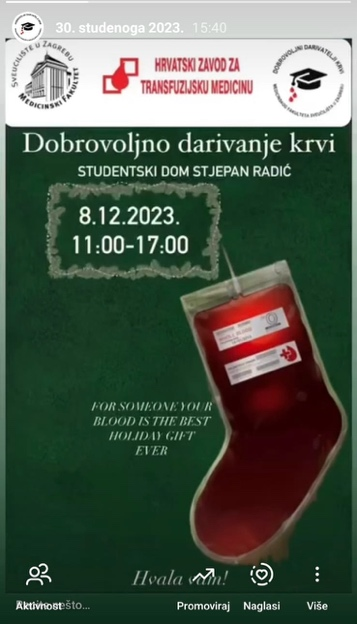 30. studenoga 2023. 15:40
SVEUČILIŠTE U ZAGREBU
MEDICINSKI FAKULTET
HRVATSKI ZAVOD ZA
TRANSFUZIJSKU MEDICINU
DOBROVOLJNI DARIVATELJI KRVI
Dobrovoljno darivanje krvi
STUDENTSKI DOM STJEPAN RADIĆ
8.12.2023.
11:00-17:00
FOR SOMEONE YOUR
BLOOD IS THE BEST
HOLIDAY GIFT
EVER
Hvala vam!
Aktivnost
Promoviraj
Naglasi
Više